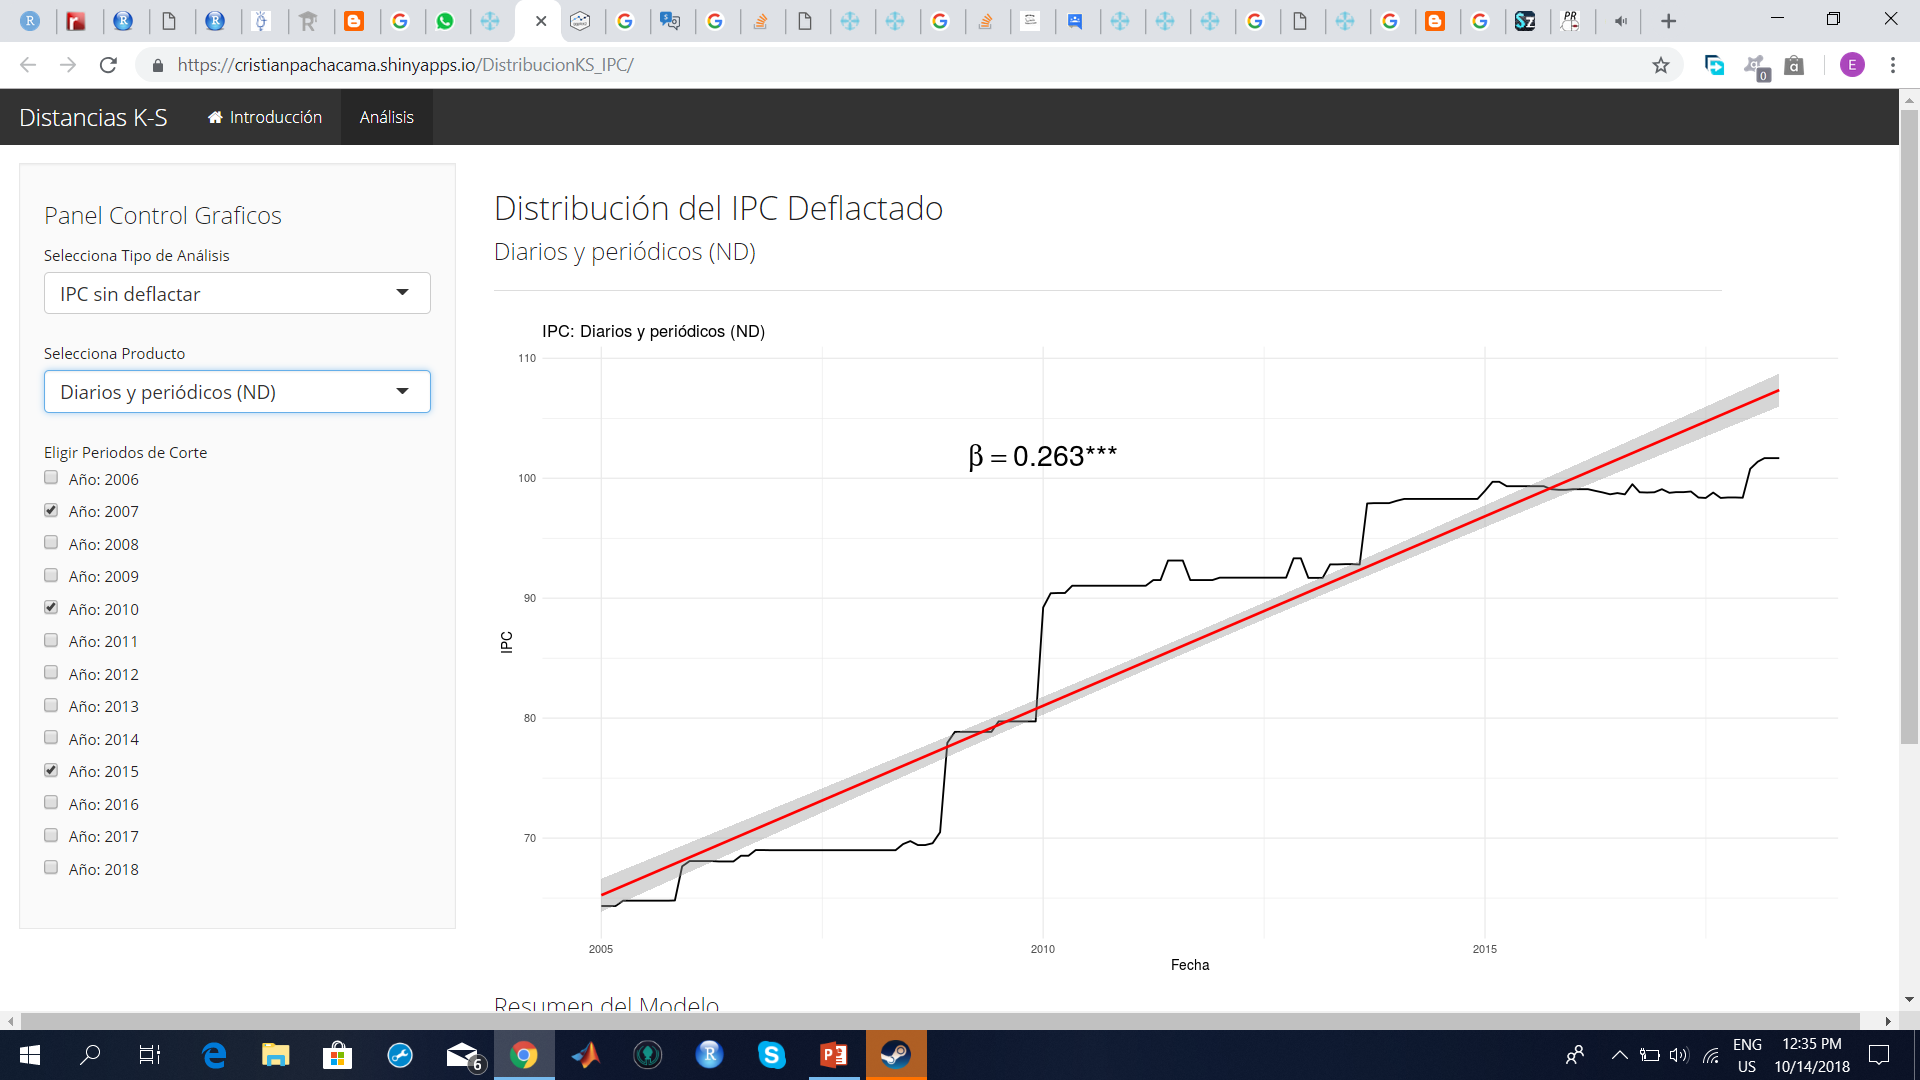 https://cristianpachacama.shinyapps.io/DistribucionKS_IPC/
0
E
Distancias K-S
Introducción
Análisis
Panel Control Graficos
Selecciona Tipo de Análisis
IPC sin deflactar
Selecciona Producto
Diarios y periódicos (ND)
Eligir Periodos de Corte
Año: 2006
Año: 2007
Año: 2008
Año: 2009
Año: 2010
Año: 2011
Año: 2012
Año: 2013
Año: 2014
Año: 2015
Año: 2016
Año: 2017
Año: 2018
Distribución del IPC Deflactado
Diarios y periódicos (ND)
IPC: Diarios y periódicos (ND)
110
100
90
80
70
IPC
β = 0.263***
2005
2010
2015
Fecha
Resumen del Modelo
6
ENG
US
12:35 PM
10/14/2018